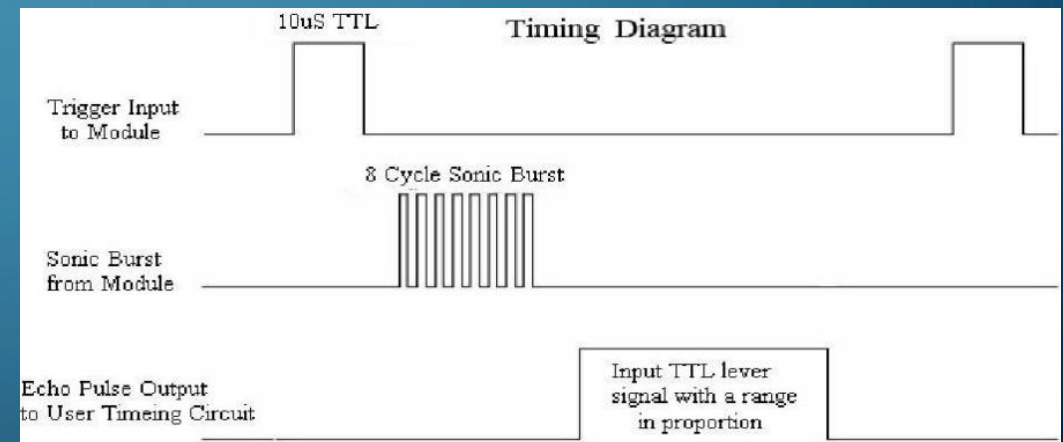 10uS TTL
Timing Diagram
Trigger Input
to Module
8 Cycle Sonic Burst
Sonic Burst
from Module
Echo Pulse Output
to User Timeing Circuit
Input TTL lever
signal with a range
in proportion